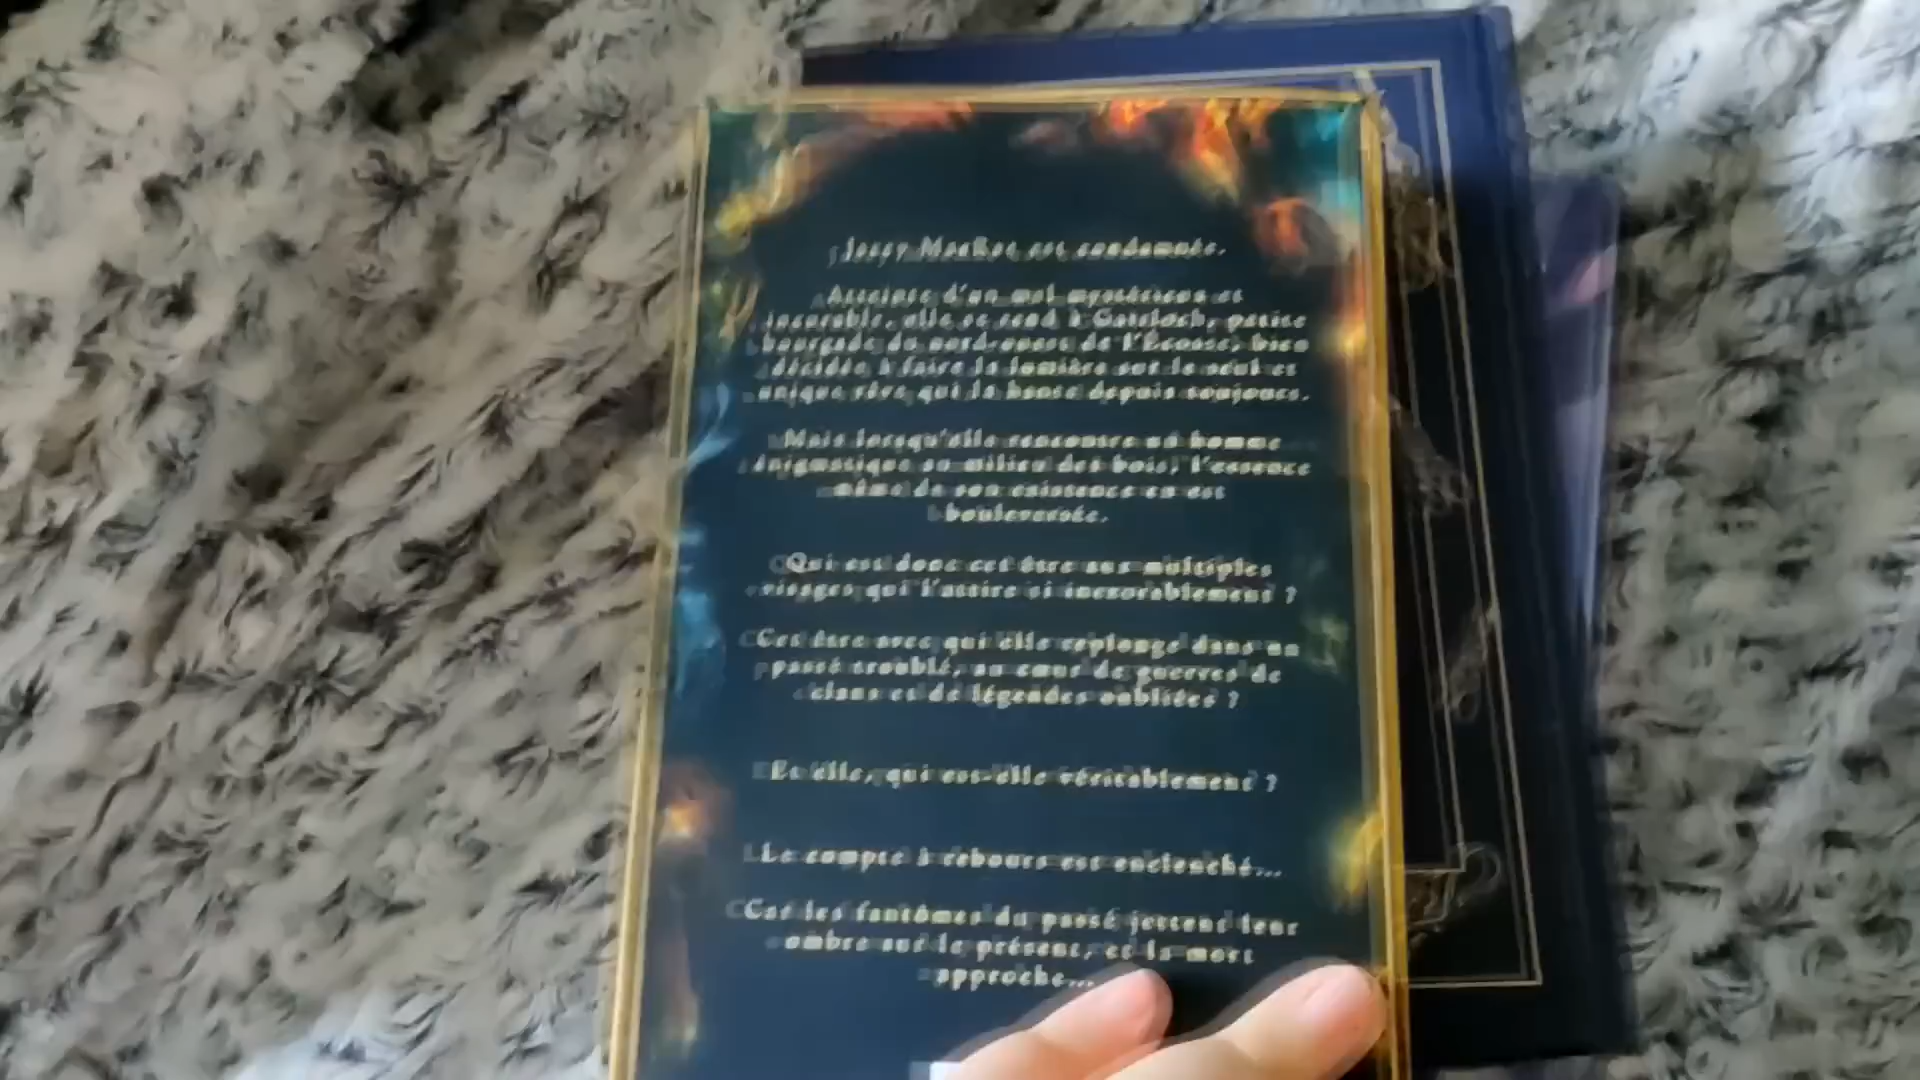 est condamnée.
Atteinte d'un mal mystérieux et
incurable, elle se rend à petite
bourgade du nord-ouest de l'Écosse, bien
décidée à faire la lumière sur le seul et
unique rêve qui la hante depuis toujours.
Mais lorsqu'elle rencontre un homme
énigmatique au milieu des bois, l'essence
même de son existence en est
bouleversée.
Qui est donc cet être aux multiples
visages qui l'attire si inexorablement ?
Cet être avec qui elle replonge dans un
passé troublé, au cœur de guerres de
clans et de légendes oubliées ?
Et elle, qui est-elle véritablement ?
Le compte à rebours est enclenché...
Car les fantômes du passé jettent leur
ombre sur le présent, et la mort
approche...